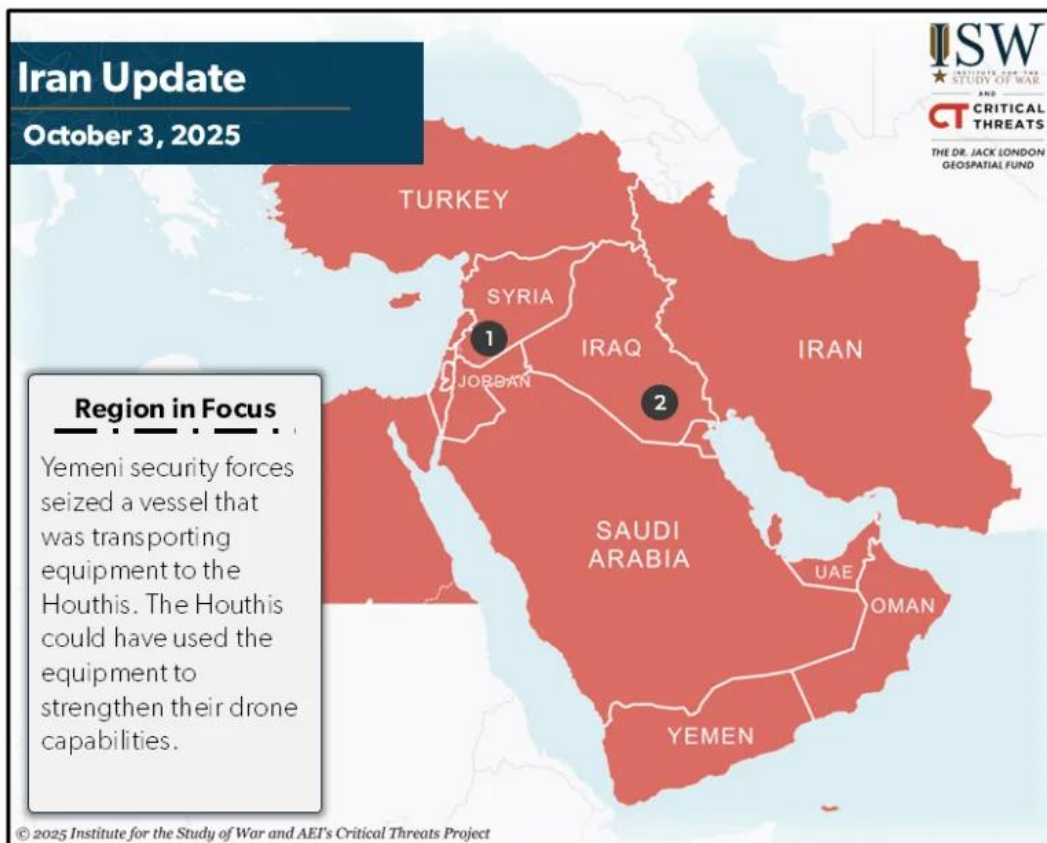 Iran Update
October 3, 2025
ISW
INSTITUTE FOR THE
STUDY OF WAR
AND
CT CRITICAL
THREATS
THE DR. JACK LONDON
GEOSPATIAL FUND
TURKEY
SYRIA
1
IRAQ
IRAN
JORDAN
2
Region in Focus
Yemeni security forces
seized a vessel that
was transporting
equipment to the
Houthis. The Houthis
could have used the
equipment to
strengthen their drone
capabilities.
SAUDI
ARABIA
UAE
OMAN
YEMEN
© 2025 Institute for the Study of War and AEI's Critical Threats Project